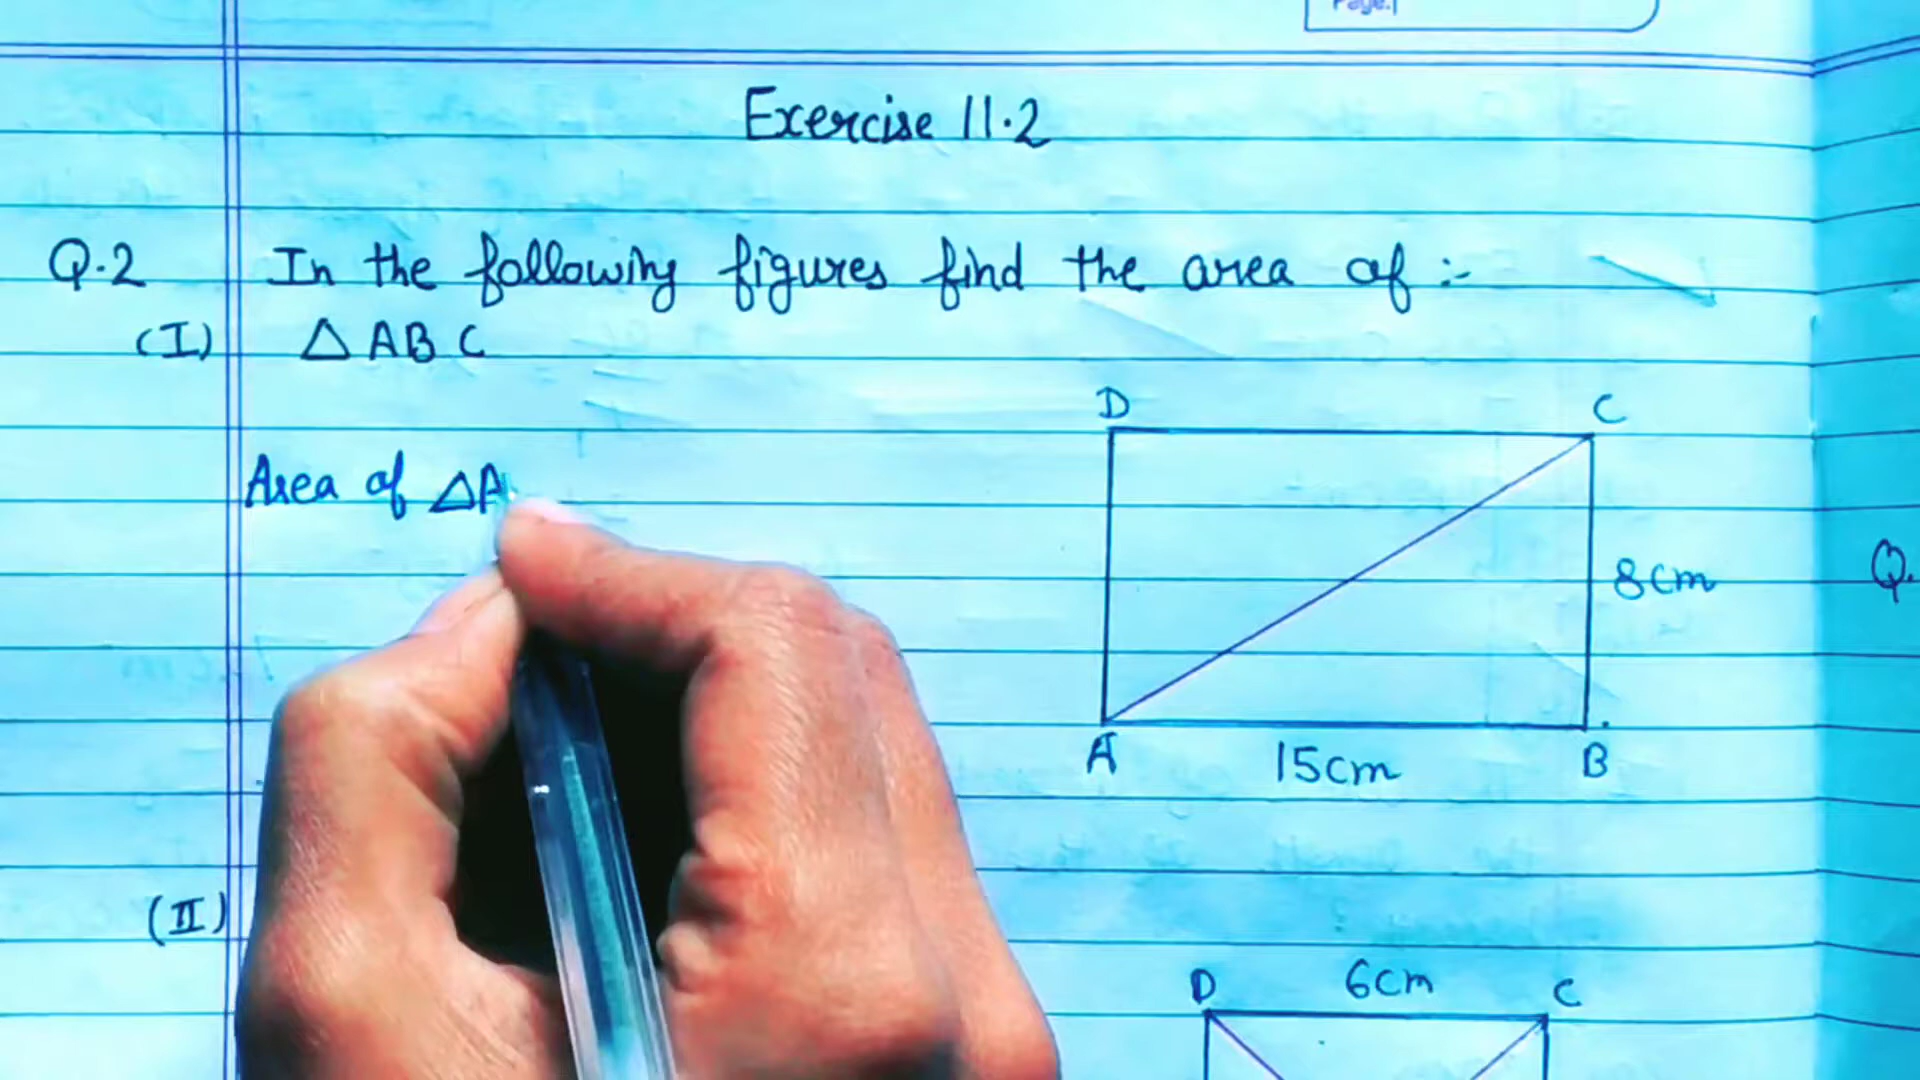 Page.
Exercise 11.2
Q.2 In the following figures find the area of :-
(I) △ ABC
D C
Area of △A
8cm
Q.
A 15cm B
(II)
D 6cm C